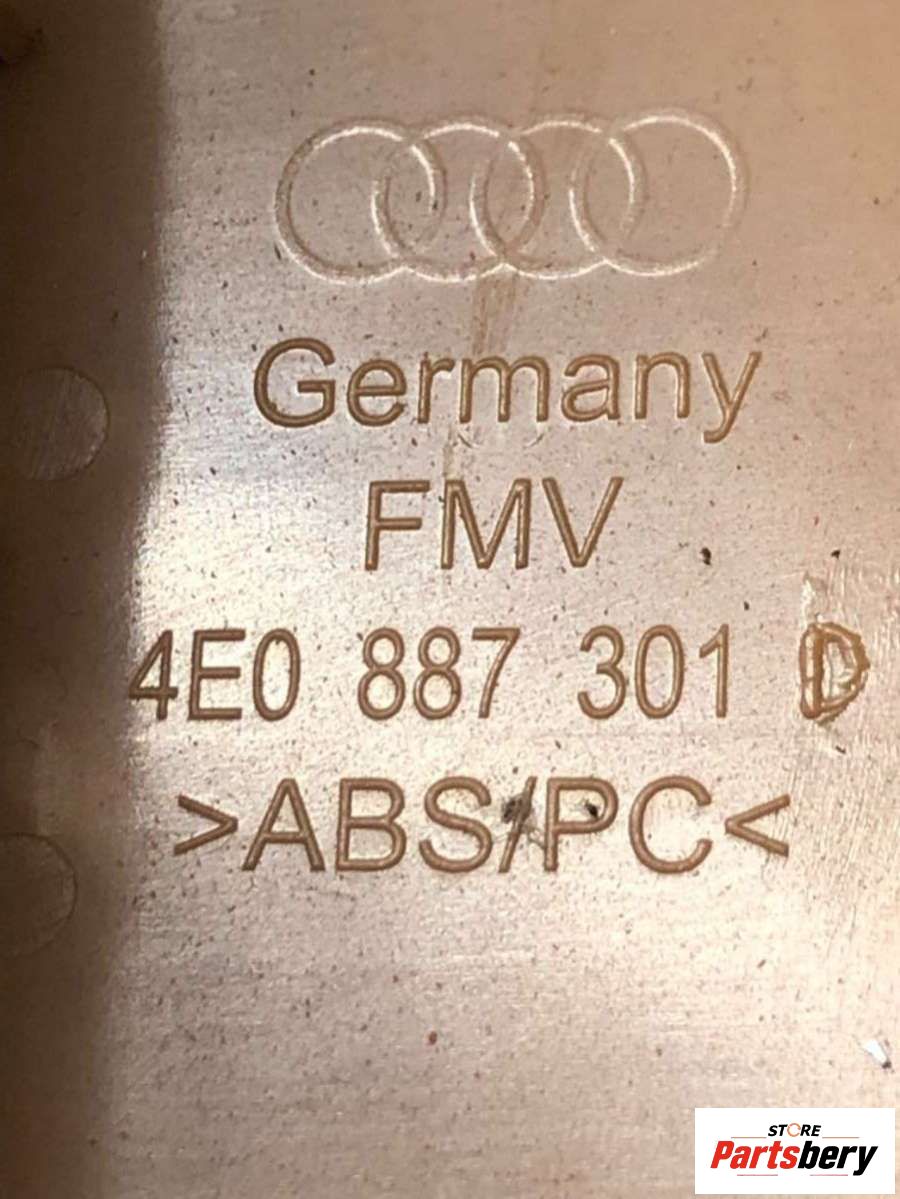 Germany
FMV
4E0 887 301 D
>ABS/PC<
STORE
Partsbery